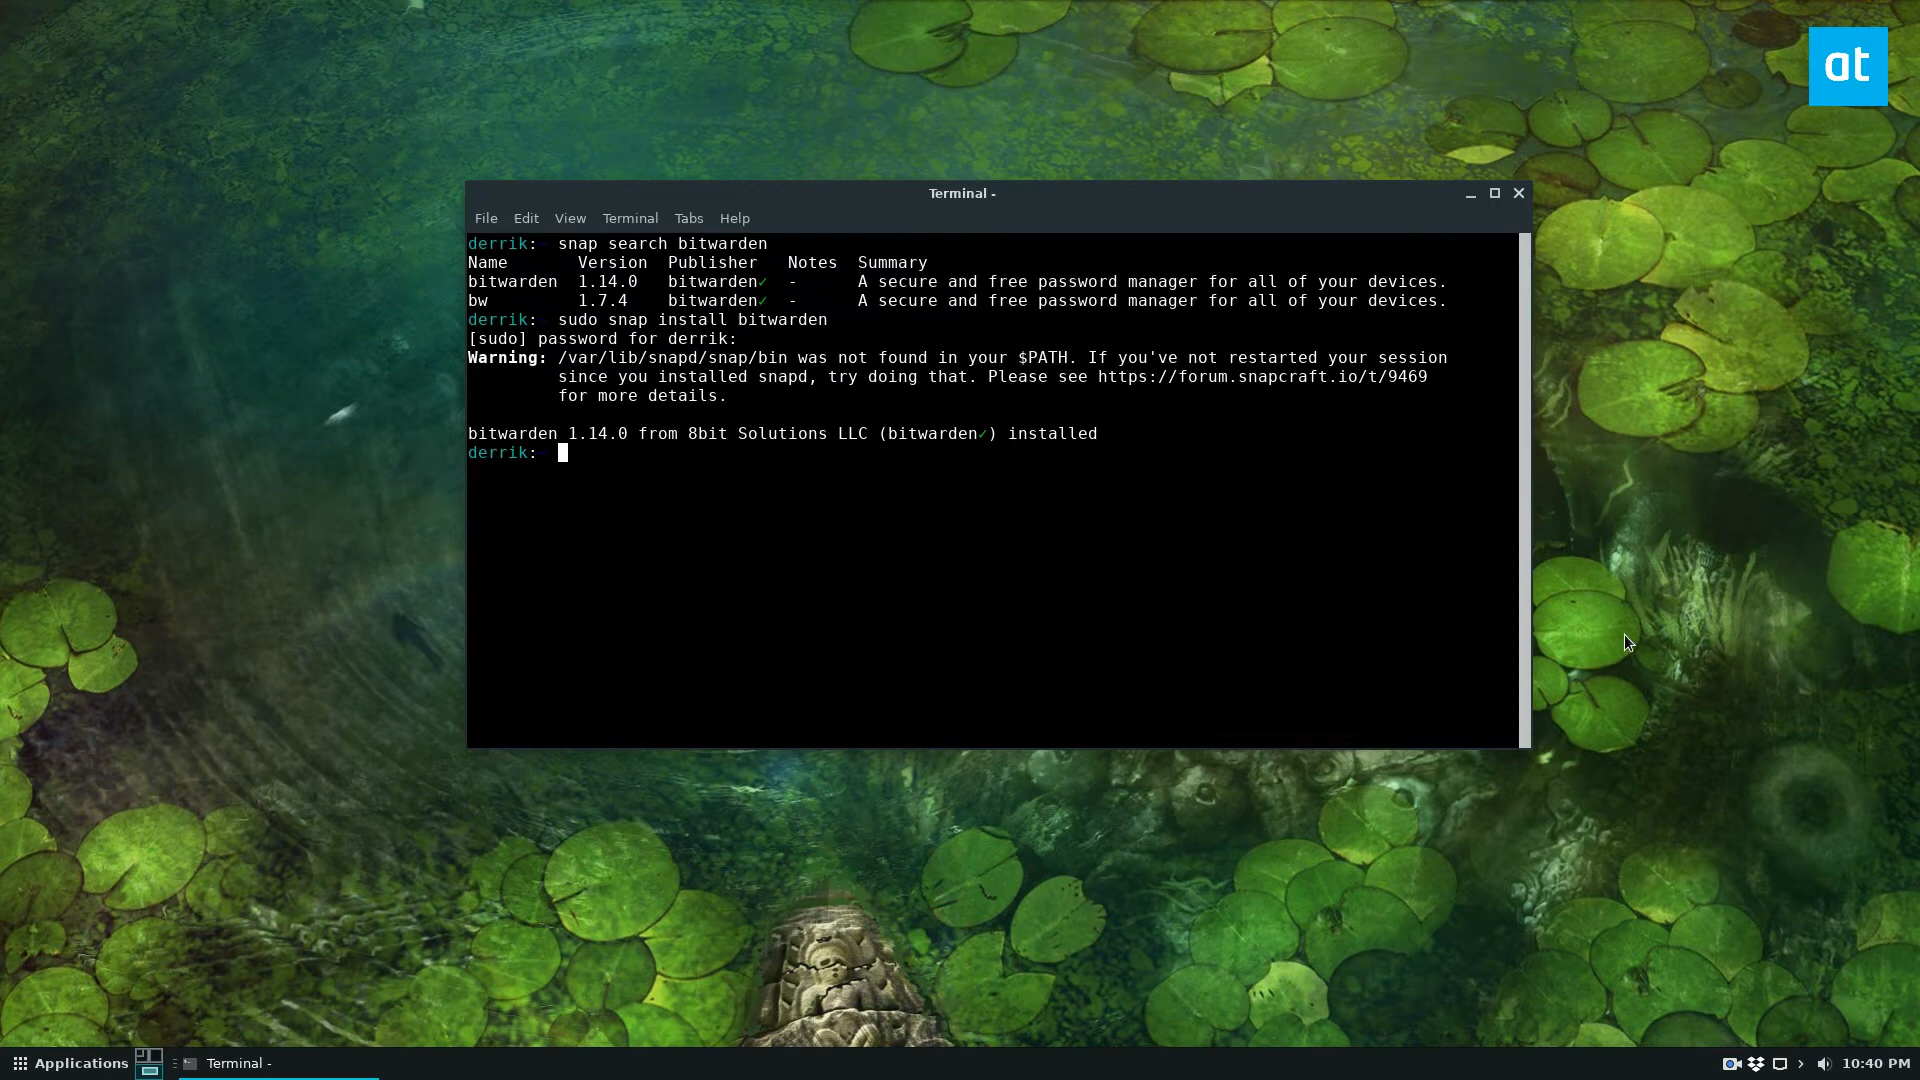 at
Terminal -
File Edit View Terminal Tabs Help
derrik: snap search bitwarden
Name Version Publisher Notes Summary
bitwarden 1.14.0 bitwarden✓ - A secure and free password manager for all of your devices.
bw 1.7.4 bitwarden✓ - A secure and free password manager for all of your devices.
derrik: sudo snap install bitwarden
[sudo] password for derrik:
Warning: /var/lib/snapd/snap/bin was not found in your $PATH. If you've not restarted your session
since you installed snapd, try doing that. Please see https://forum.snapcraft.io/t/9469
for more details.
bitwarden 1.14.0 from 8bit Solutions LLC (bitwarden✓) installed
derrik:
Applications Terminal - 10:40 PM